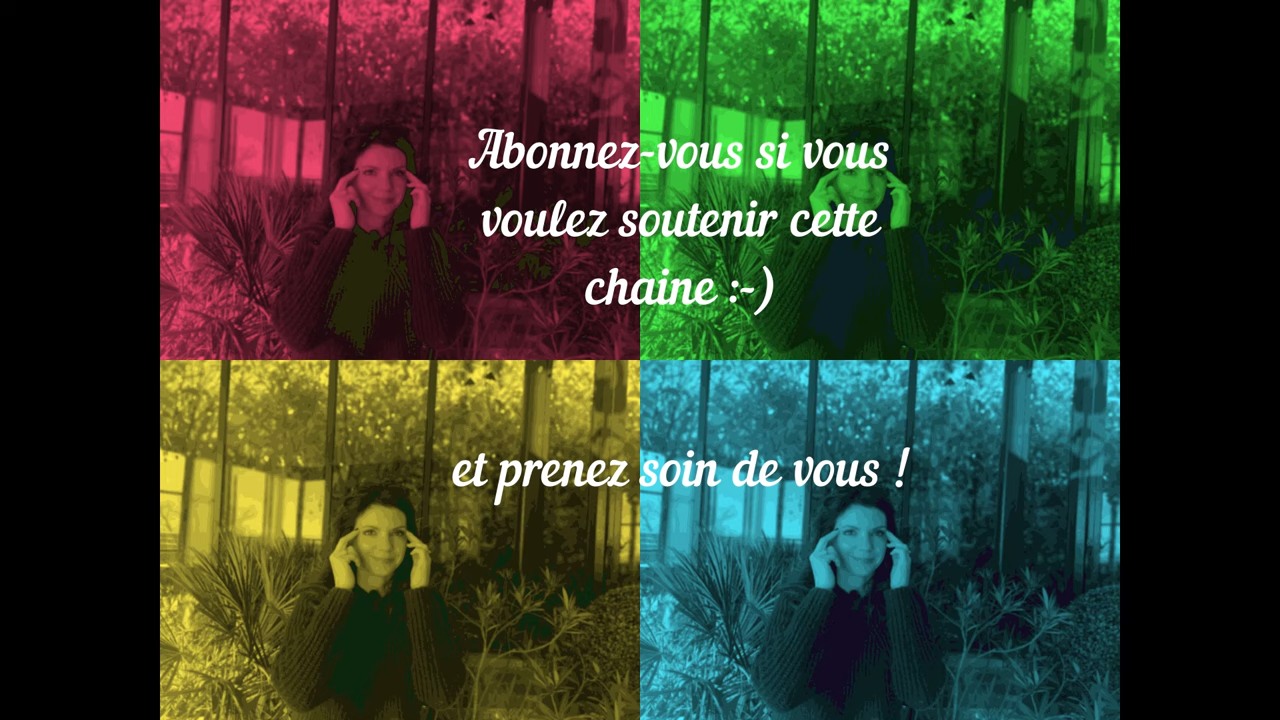 Abonnez-vous si vous
voulez soutenir cette
chaine :-)
et prenez soin de vous !